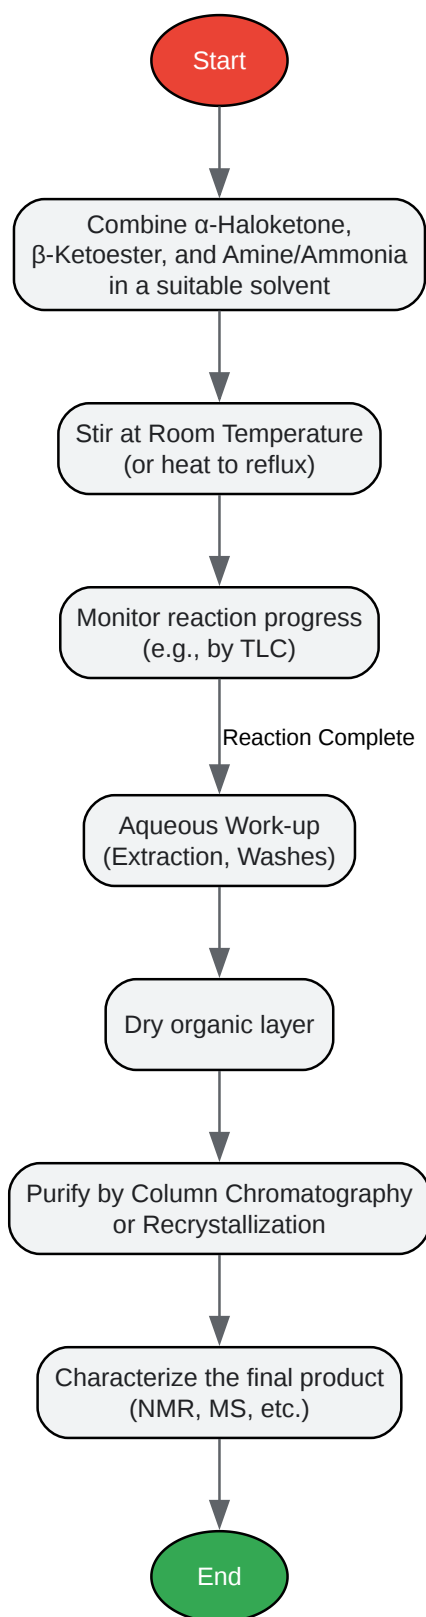 Start
Combine α-Haloketone,
β-Ketoester, and Amine/Ammonia
in a suitable solvent
Stir at Room Temperature
(or heat to reflux)
Monitor reaction progress
(e.g., by TLC)
Reaction Complete
Aqueous Work-up
(Extraction, Washes)
Dry organic layer
Purify by Column Chromatography
or Recrystallization
Characterize the final product
(NMR, MS, etc.)
End